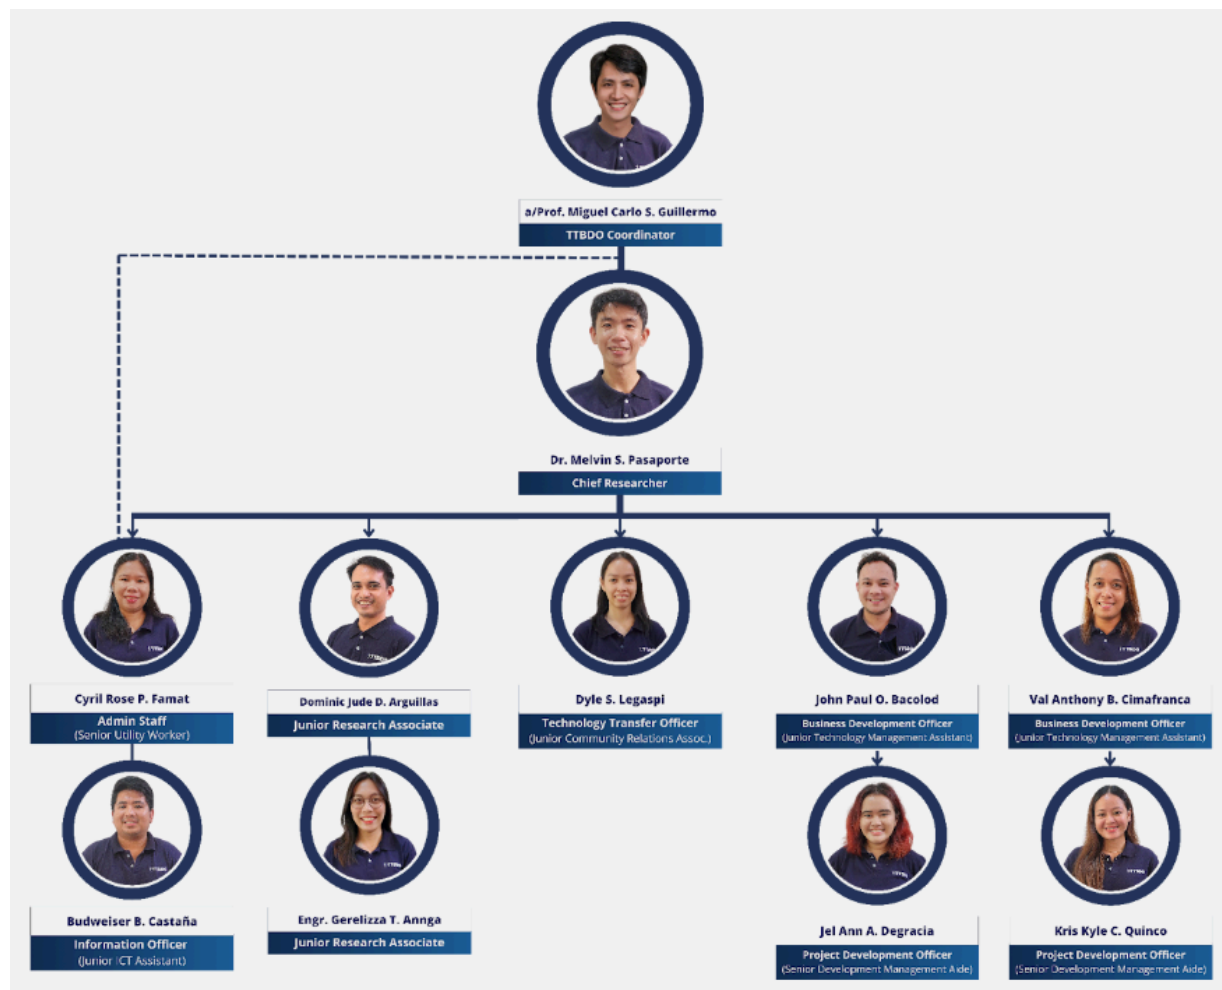 a/Prof. Miguel Carlo S. Guillermo
TTBDO Coordinator
Dr. Melvin S. Pasaporte
Chief Researcher
Cyril Rose P. Famat
Admin Staff
(Senior Utility Worker)
Dominic Jude D. Arguillas
Junior Research Associate
Dyle S. Legaspi
Technology Transfer Officer
(Junior Community Relations Assoc.)
John Paul O. Bacolod
Business Development Officer
(Junior Technology Management Assistant)
Val Anthony B. Cimafranca
Business Development Officer
(Junior Technology Management Assistant)
Budweiser B. Castaña
Information Officer
(Junior ICT Assistant)
Engr. Gerelizza T. Annga
Junior Research Associate
Jel Ann A. Degracia
Project Development Officer
(Senior Development Management Aide)
Kris Kyle C. Quinco
Project Development Officer
(Senior Development Management Aide)